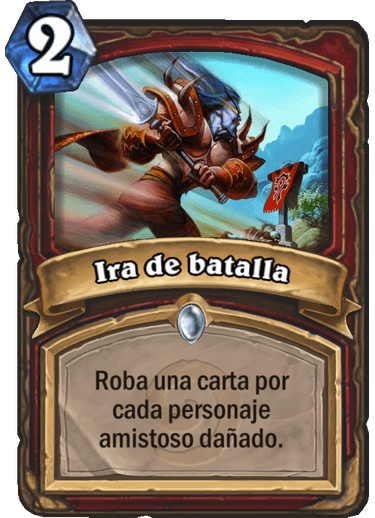 2
Ira de batalla
Roba una carta por
cada personaje
amistoso dañado.